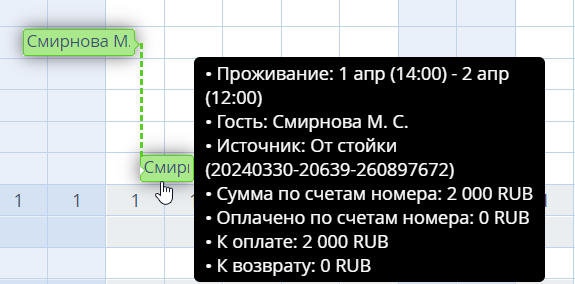 Смирнова М.
• Проживание: 1 апр (14:00) - 2 апр
(12:00)
• Гость: Смирнова М. С.
• Источник: От стойки
(20240330-20639-260897672)
• Сумма по счетам номера: 2 000 RUB
• Оплачено по счетам номера: 0 RUB
• К оплате: 2 000 RUB
• К возврату: 0 RUB
Смирн
1 1 1 1